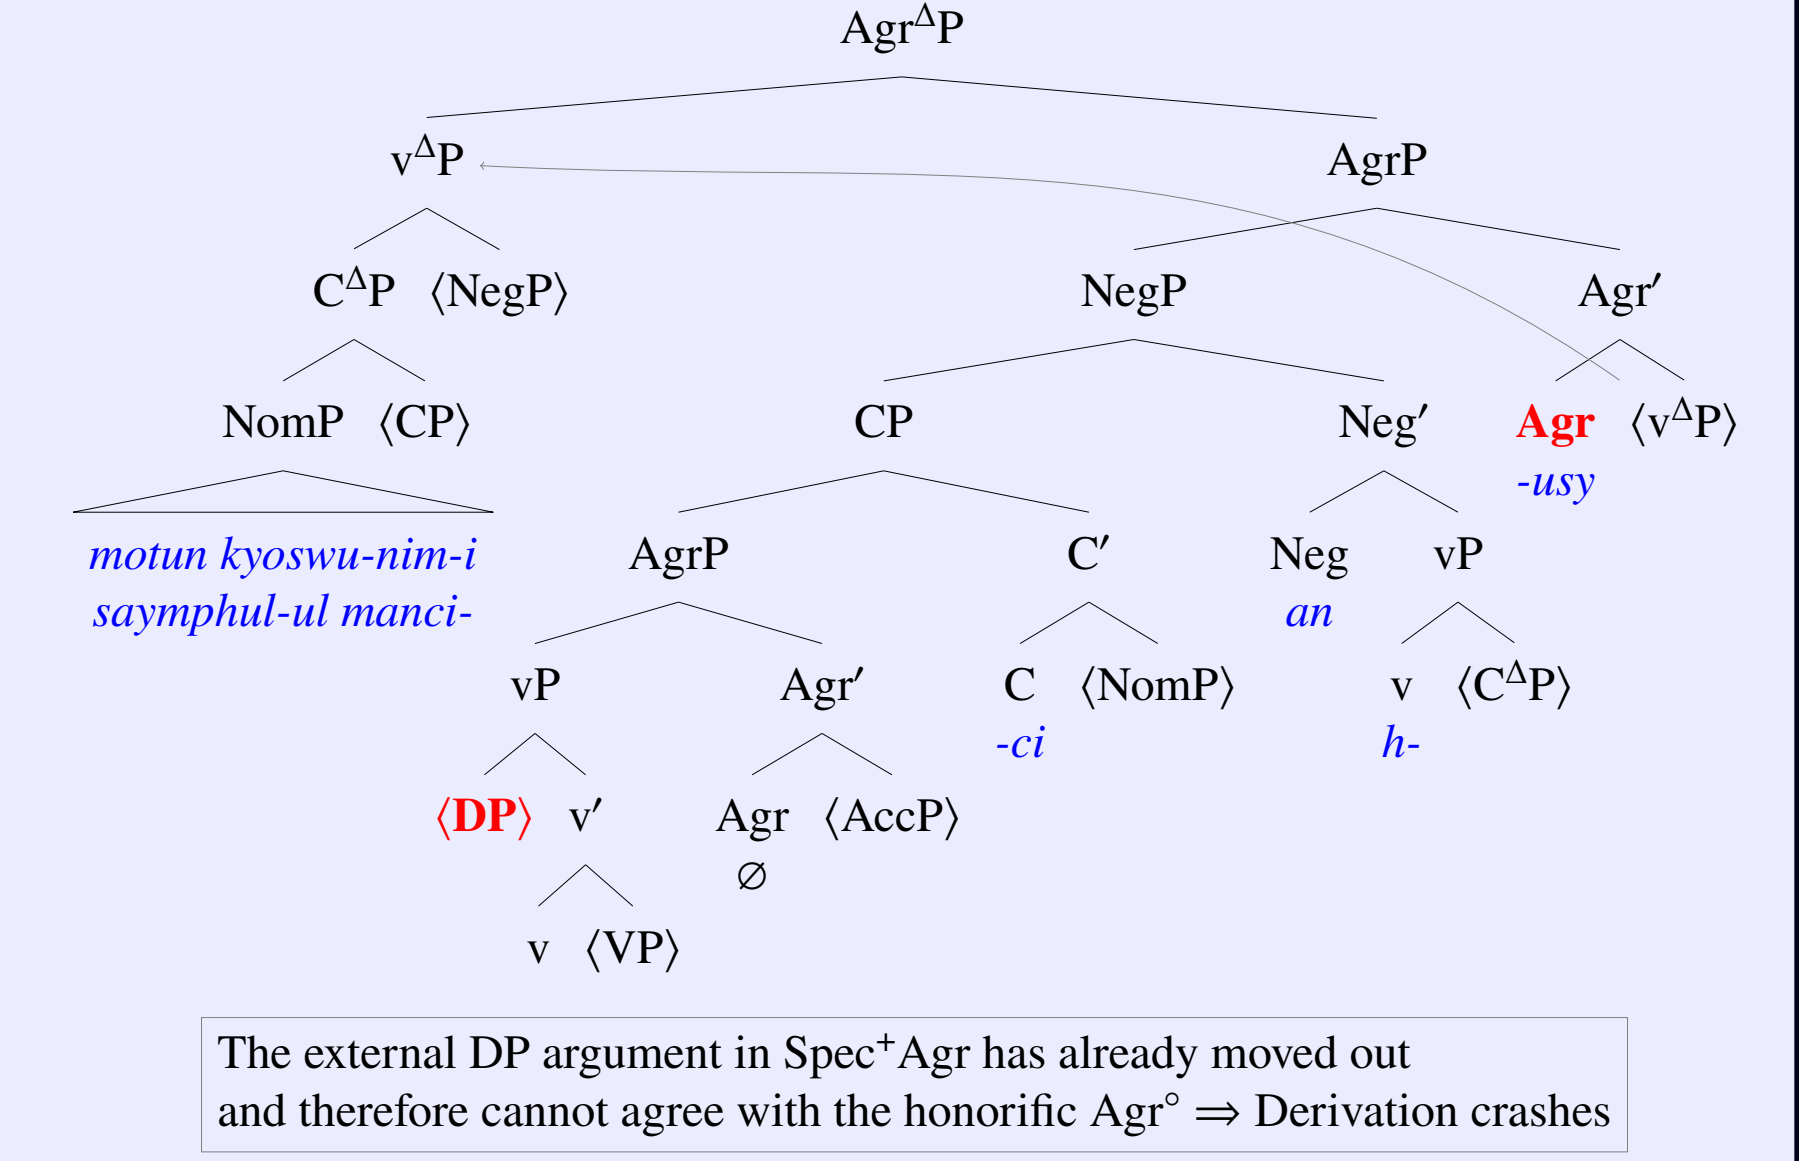 Agr^ΔP
v^ΔP AgrP
C^ΔP ⟨NegP⟩ NegP Agr′
NomP ⟨CP⟩ CP Neg′ Agr ⟨v^ΔP⟩
-usy
motun kyoswu-nim-i AgrP C′ Neg vP
saymphul-ul manci- an
vP Agr′ C ⟨NomP⟩ v ⟨C^ΔP⟩
-ci h-
⟨DP⟩ v′ Agr ⟨AccP⟩
∅
v ⟨VP⟩
The external DP argument in Spec⁺Agr has already moved out
and therefore cannot agree with the honorific Agr° ⟹ Derivation crashes